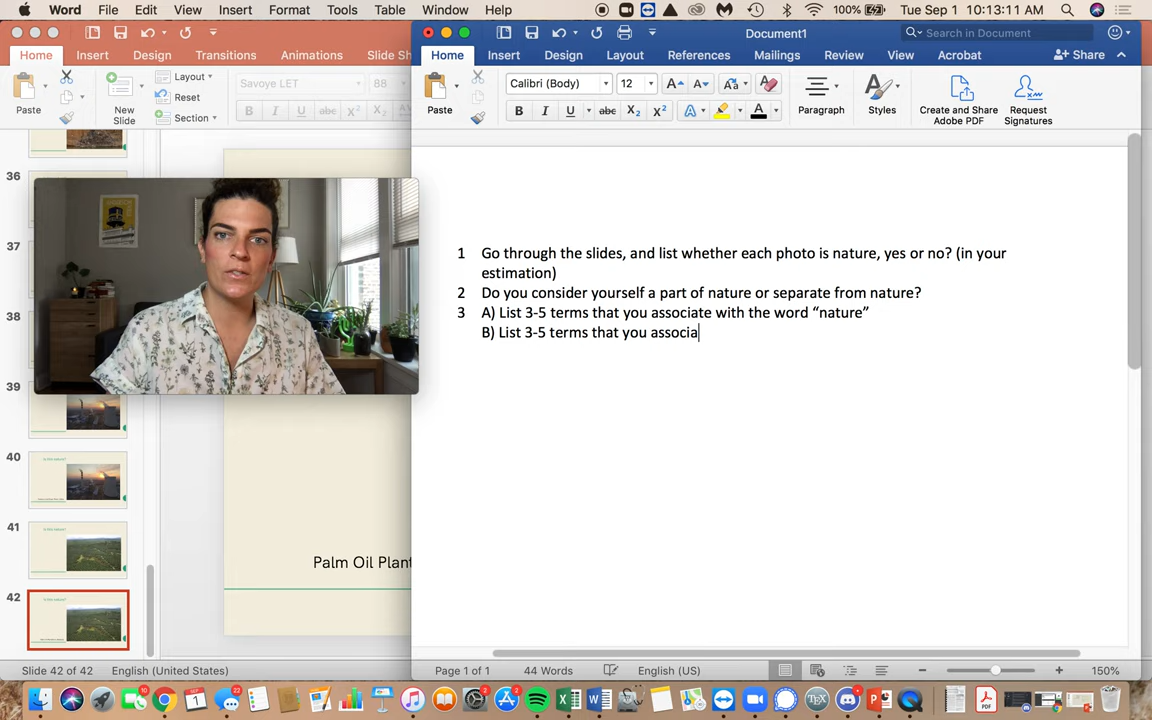 Word File Edit View Insert Format Tools Table Window Help 100% Tue Sep 1 10:13:11 AM
Document1
Search in Document
Home Insert Design Transitions Animations Slide Sh
Home Insert Design Layout References Mailings Review View Acrobat Share
Paste New Slide Layout Reset Section Savoye LET 88
Paste Calibri (Body) 12 Paragraph Styles Create and Share Adobe PDF Request Signatures
36
37
38
39
40
41
42
1 Go through the slides, and list whether each photo is nature, yes or no? (in your
estimation)
2 Do you consider yourself a part of nature or separate from nature?
3 A) List 3-5 terms that you associate with the word “nature”
B) List 3-5 terms that you associa
Palm Oil Plant
Slide 42 of 42 English (United States)
Page 1 of 1 44 Words English (US) 150%